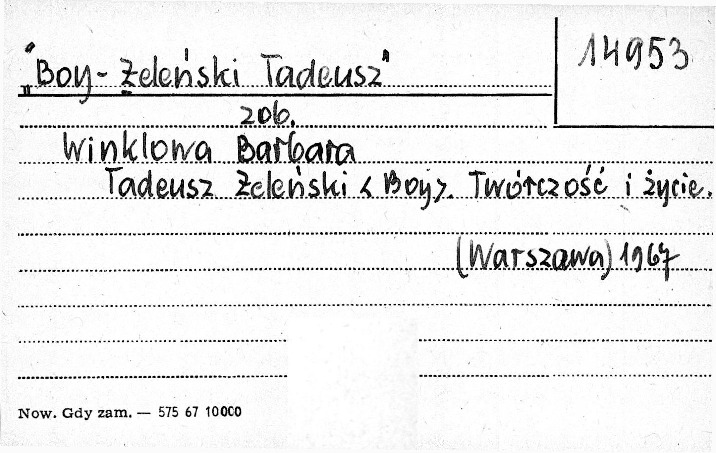 "Boy-Żeleński Tadeusz"
14953
zob.
Winklowa Barbara
Tadeusz Żeleński <Boy>. Twórczość i życie.
(Warszawa) 1967
Now. Gdy zam. — 575 67 10000